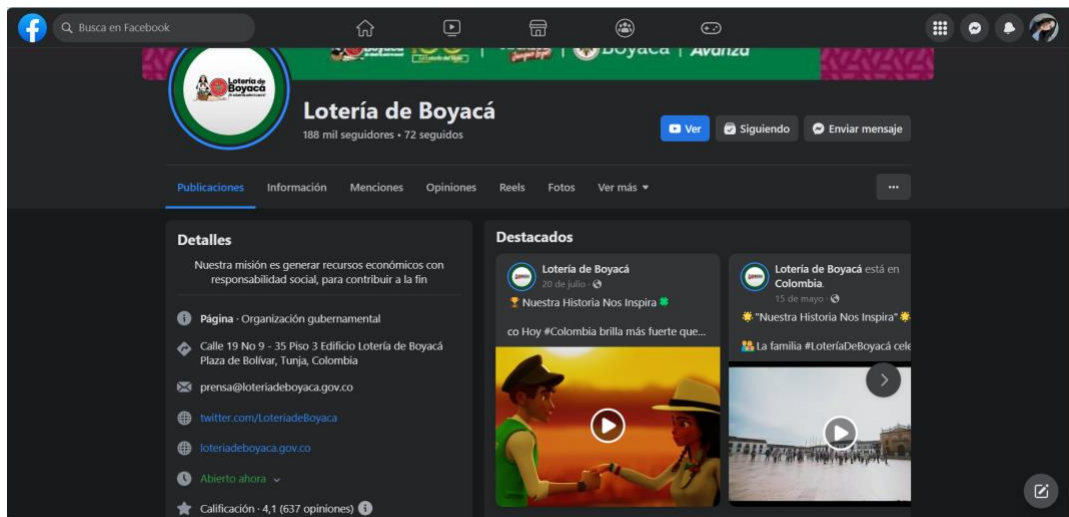 Busca en Facebook
Boyacá | Avanza
Lotería de
Boyacá
Lotería de Boyacá
188 mil seguidores • 72 seguidos
Ver
Siguiendo
Enviar mensaje
Publicaciones
Información
Menciones
Opiniones
Reels
Fotos
Ver más
Detalles
Nuestra misión es generar recursos económicos con
responsabilidad social, para contribuir a la fin
Página · Organización gubernamental
Calle 19 No 9 - 35 Piso 3 Edificio Lotería de Boyacá
Plaza de Bolívar, Tunja, Colombia
prensa@loteriadeboyaca.gov.co
twitter.com/LoteriadeBoyaca
loteriadeboyaca.gov.co
Abierto ahora
Calificación · 4,1 (637 opiniones)
Destacados
Lotería de Boyacá
20 de julio ·
🏆 Nuestra Historia Nos Inspira 🍀
co Hoy #Colombia brilla más fuerte que...
Lotería de Boyacá está en
Colombia.
15 de mayo ·
🌟"Nuestra Historia Nos Inspira"🌟
La familia #LoteríaDeBoyacá cele